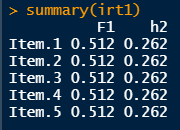 > summary(irt1)
F1 h2
Item.1 0.512 0.262
Item.2 0.512 0.262
Item.3 0.512 0.262
Item.4 0.512 0.262
Item.5 0.512 0.262